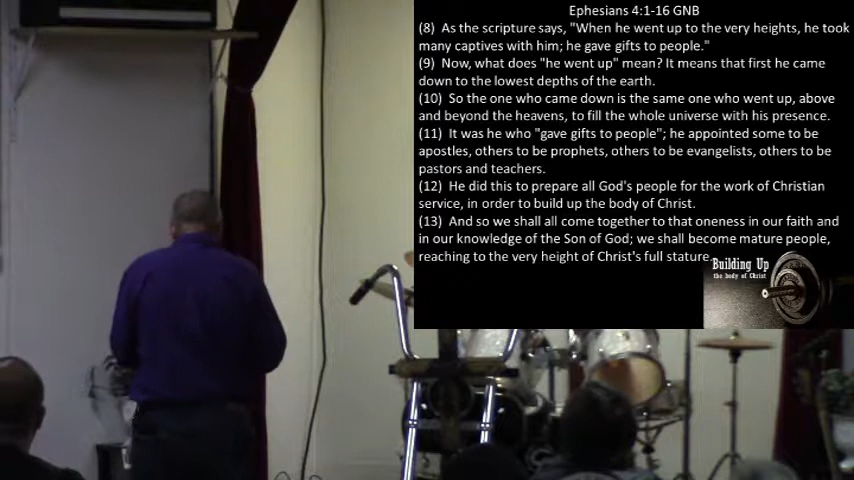 Ephesians 4:1-16 GNB
(8) As the scripture says, "When he went up to the very heights, he took
many captives with him; he gave gifts to people."
(9) Now, what does "he went up" mean? It means that first he came
down to the lowest depths of the earth.
(10) So the one who came down is the same one who went up, above
and beyond the heavens, to fill the whole universe with his presence.
(11) It was he who "gave gifts to people"; he appointed some to be
apostles, others to be prophets, others to be evangelists, others to be
pastors and teachers.
(12) He did this to prepare all God's people for the work of Christian
service, in order to build up the body of Christ.
(13) And so we shall all come together to that oneness in our faith and
in our knowledge of the Son of God; we shall become mature people,
reaching to the very height of Christ's full stature.
Building Up
the body of Christ